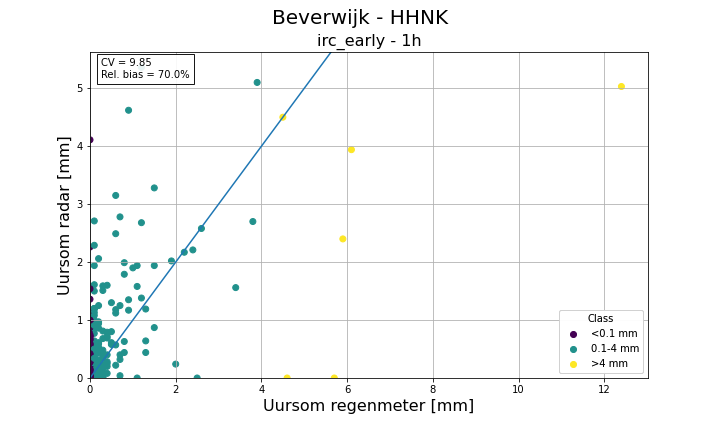 Beverwijk - HHNK
irc_early - 1h
CV = 9.85
Rel. bias = 70.0%
Uursom radar [mm]
5
4
3
2
1
0
0
2
4
6
8
10
12
Uursom regenmeter [mm]
Class
<0.1 mm
0.1-4 mm
>4 mm